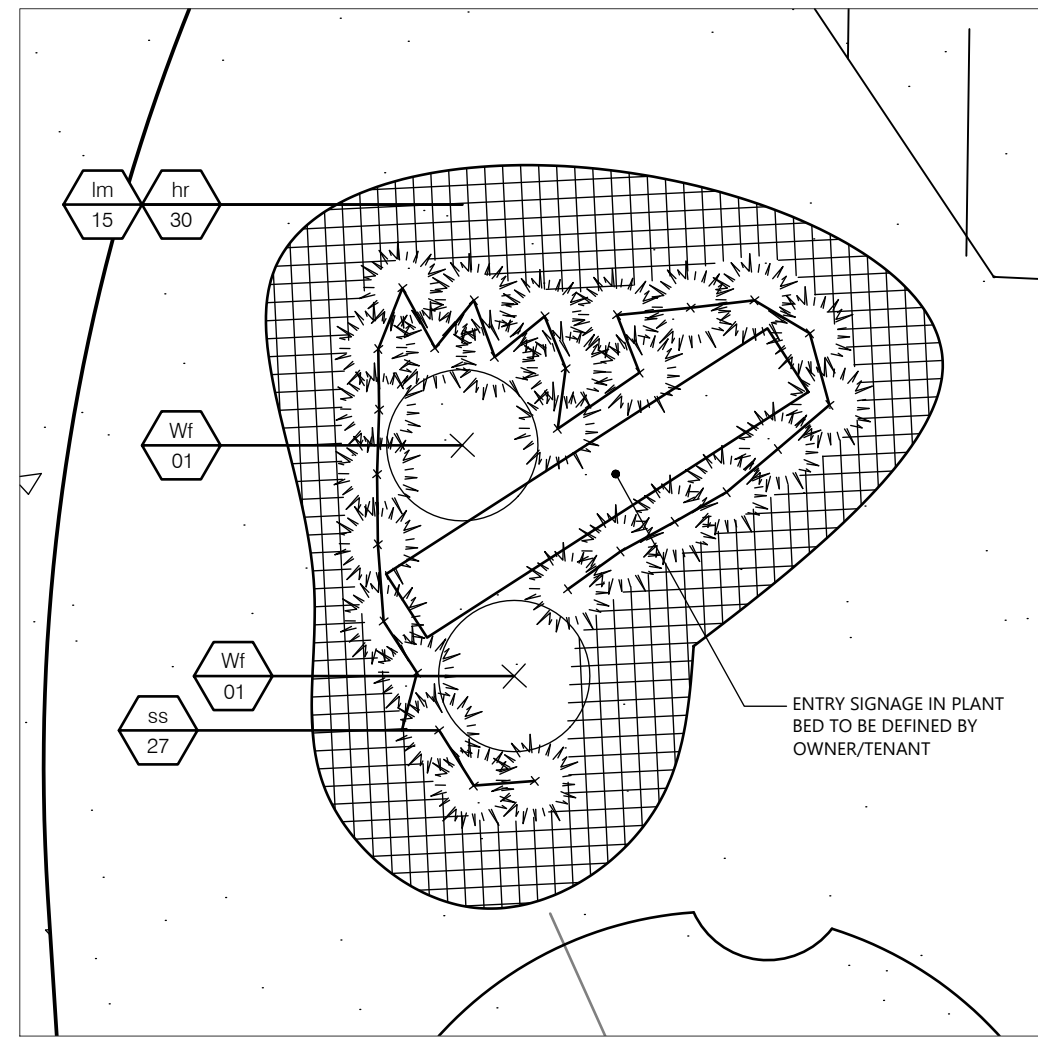 lm hr
15 30
Wf
01
Wf
01
ss
27
ENTRY SIGNAGE IN PLANT
BED TO BE DEFINED BY
OWNER/TENANT